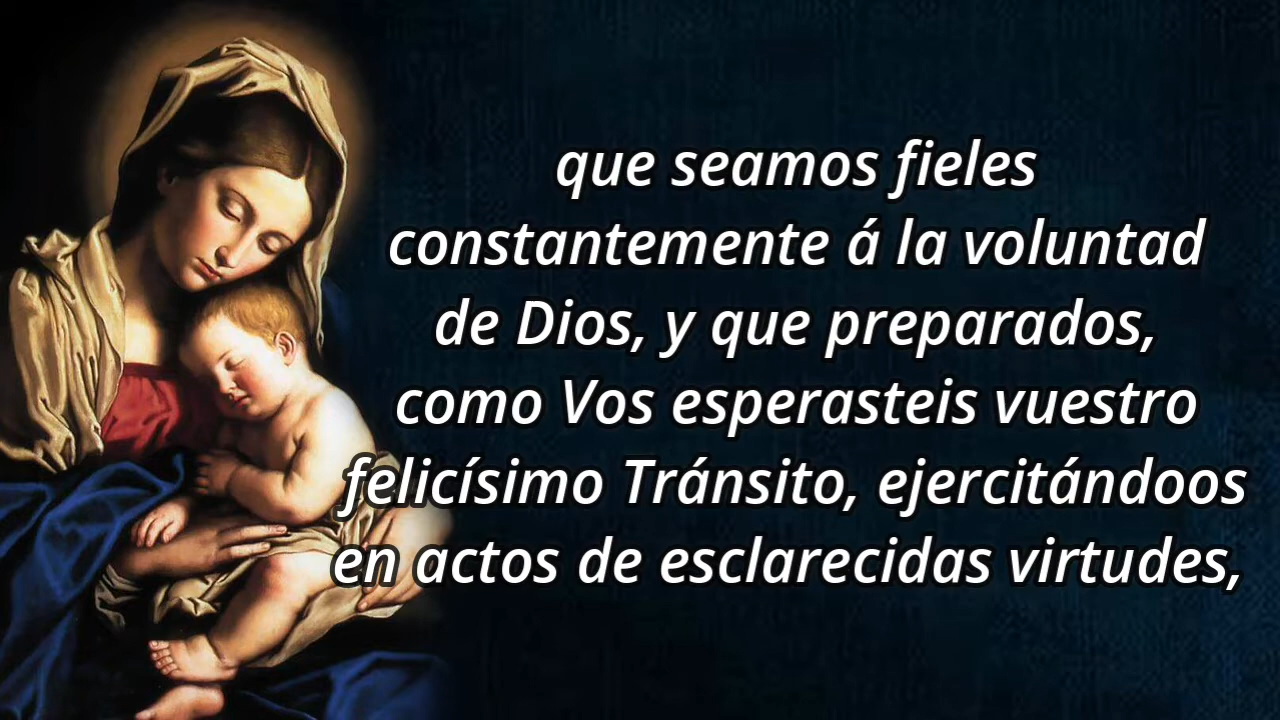 que seamos fieles
constantemente á la voluntad
de Dios, y que preparados,
como Vos esperasteis vuestro
felicísimo Tránsito, ejercitándoos
en actos de esclarecidas virtudes,